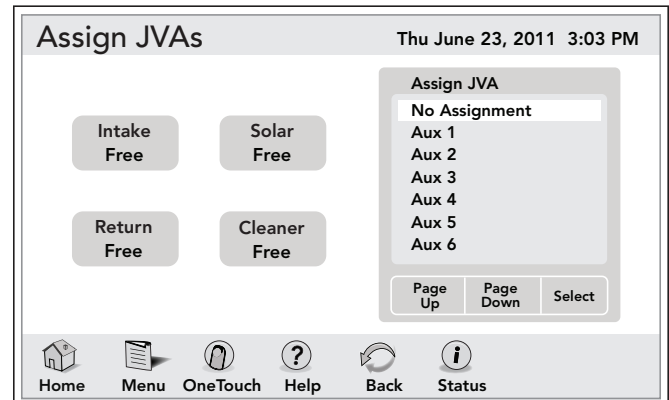 Assign JVAs
Thu June 23, 2011 3:03 PM
Intake
Free
Solar
Free
Return
Free
Cleaner
Free
Assign JVA
No Assignment
Aux 1
Aux 2
Aux 3
Aux 4
Aux 5
Aux 6
Page Up
Page Down
Select
Home
Menu
OneTouch
Help
Back
Status